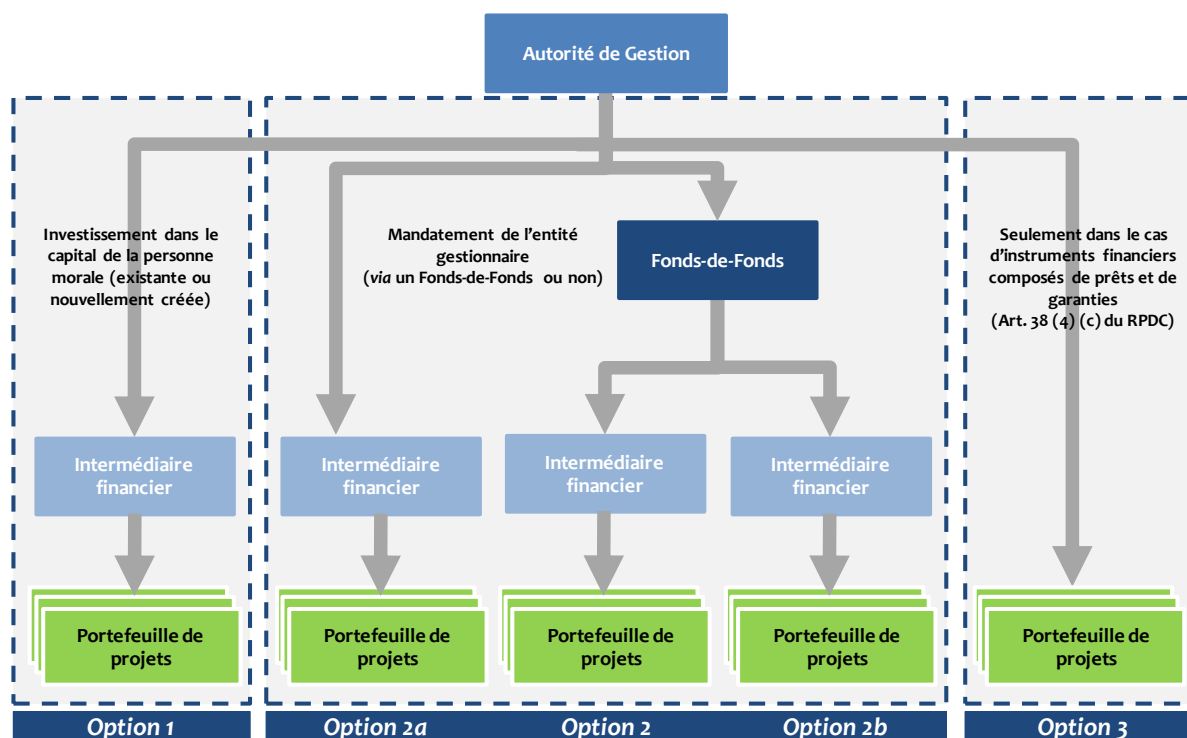 Autorité de Gestion
Investissement dans le
capital de la personne
morale (existante ou
nouvellement créée)
Mandatement de l'entité
gestionnaire
(via un Fonds-de-Fonds ou non)
Fonds-de-Fonds
Seulement dans le cas
d'instruments financiers
composés de prêts et de
garanties
(Art. 38 (4) (c) du RPDC)
Intermédiaire
financier
Intermédiaire
financier
Intermédiaire
financier
Intermédiaire
financier
Portefeuille de
projets
Portefeuille de
projets
Portefeuille de
projets
Portefeuille de
projets
Portefeuille de
projets
Option 1
Option 2a
Option 2
Option 2b
Option 3